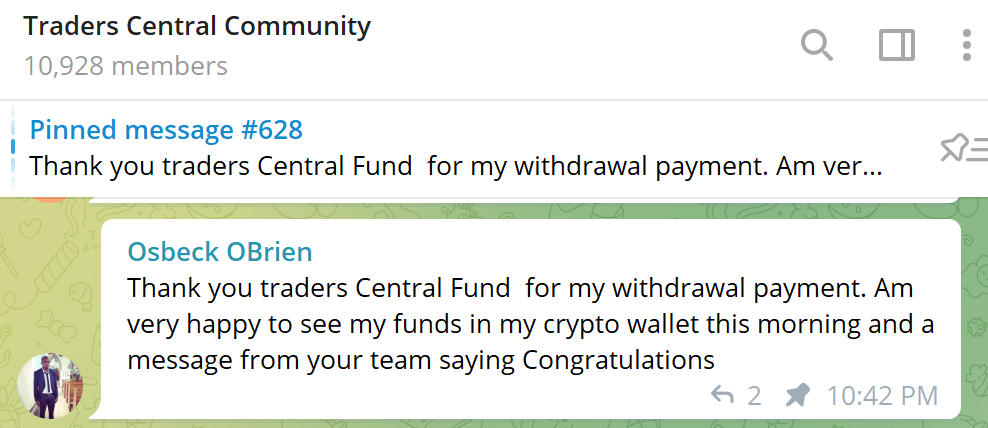 Traders Central Community
10,928 members
Pinned message #628
Thank you traders Central Fund  for my withdrawal payment. Am ver...
Osbeck OBrien
Thank you traders Central Fund  for my withdrawal payment. Am
very happy to see my funds in my crypto wallet this morning and a
message from your team saying Congratulations
2 10:42 PM